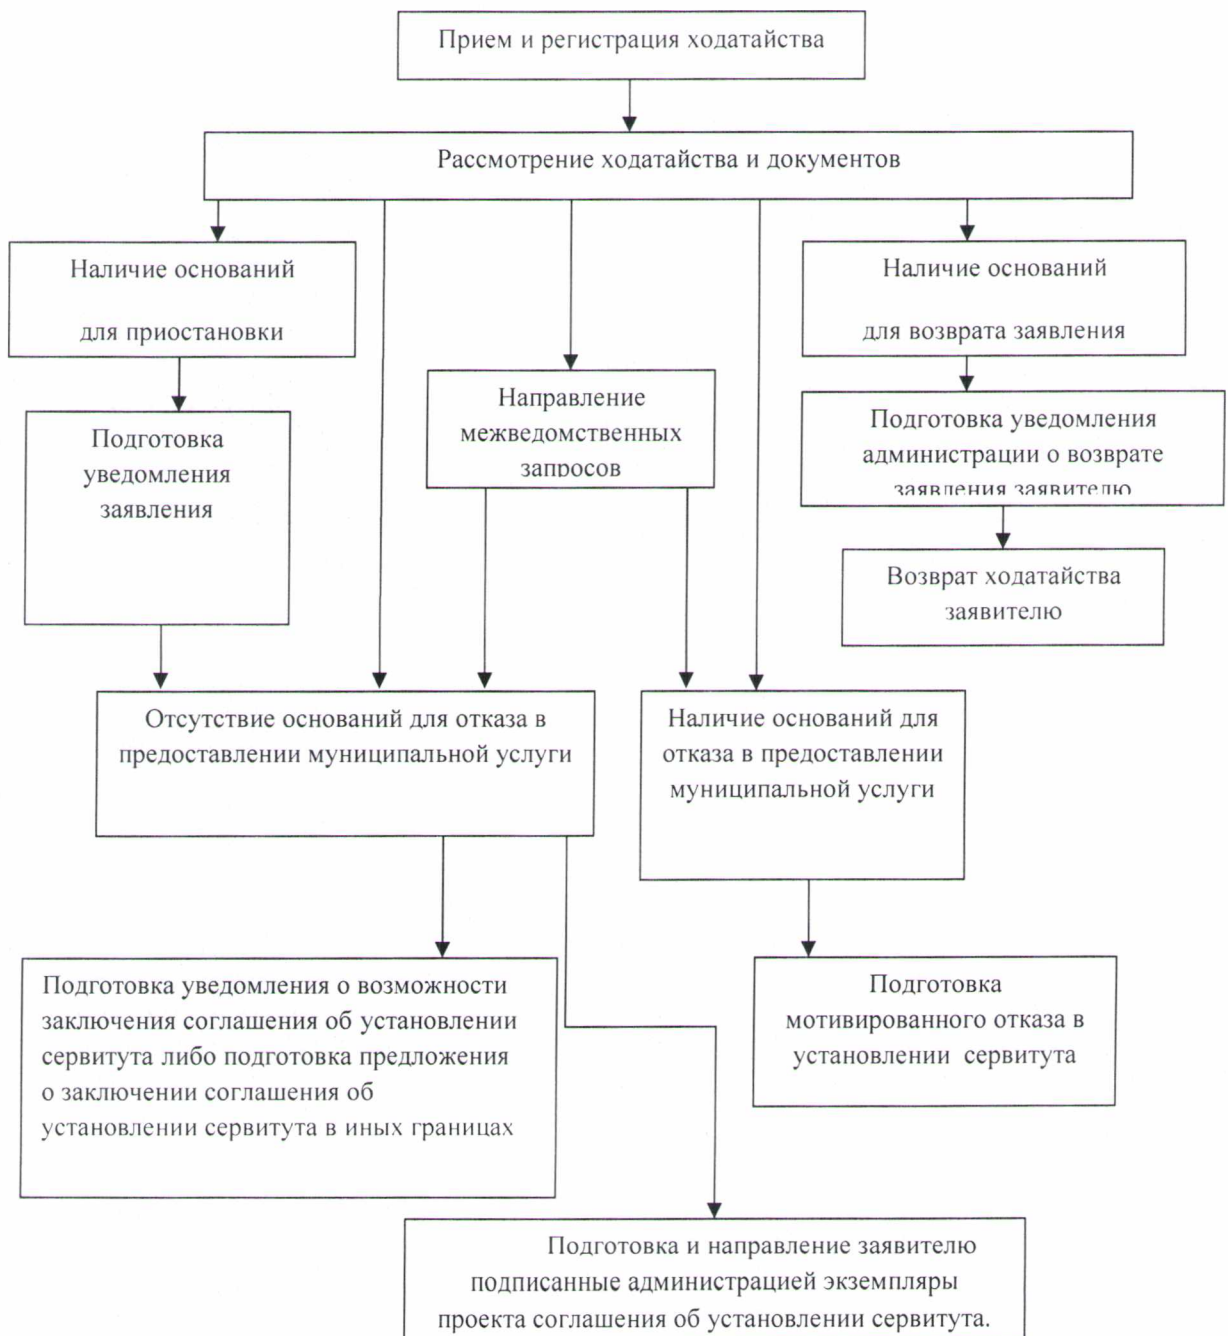 Прием и регистрация ходатайства
Рассмотрение ходатайства и документов
Наличие оснований
для приостановки
Наличие оснований
для возврата заявления
Направление
межведомственных
запросов
Подготовка
уведомления
заявления
Подготовка уведомления
администрации о возврате
заявления заявителю
Возврат ходатайства
заявителю
Отсутствие оснований для отказа в
предоставлении муниципальной услуги
Наличие оснований для
отказа в предоставлении
муниципальной услуги
Подготовка уведомления о возможности
заключения соглашения об установлении
сервитута либо подготовка предложения
о заключении соглашения об
установлении сервитута в иных границах
Подготовка
мотивированного отказа в
установлении сервитута
Подготовка и направление заявителю
подписанные администрацией экземпляры
проекта соглашения об установлении сервитута.